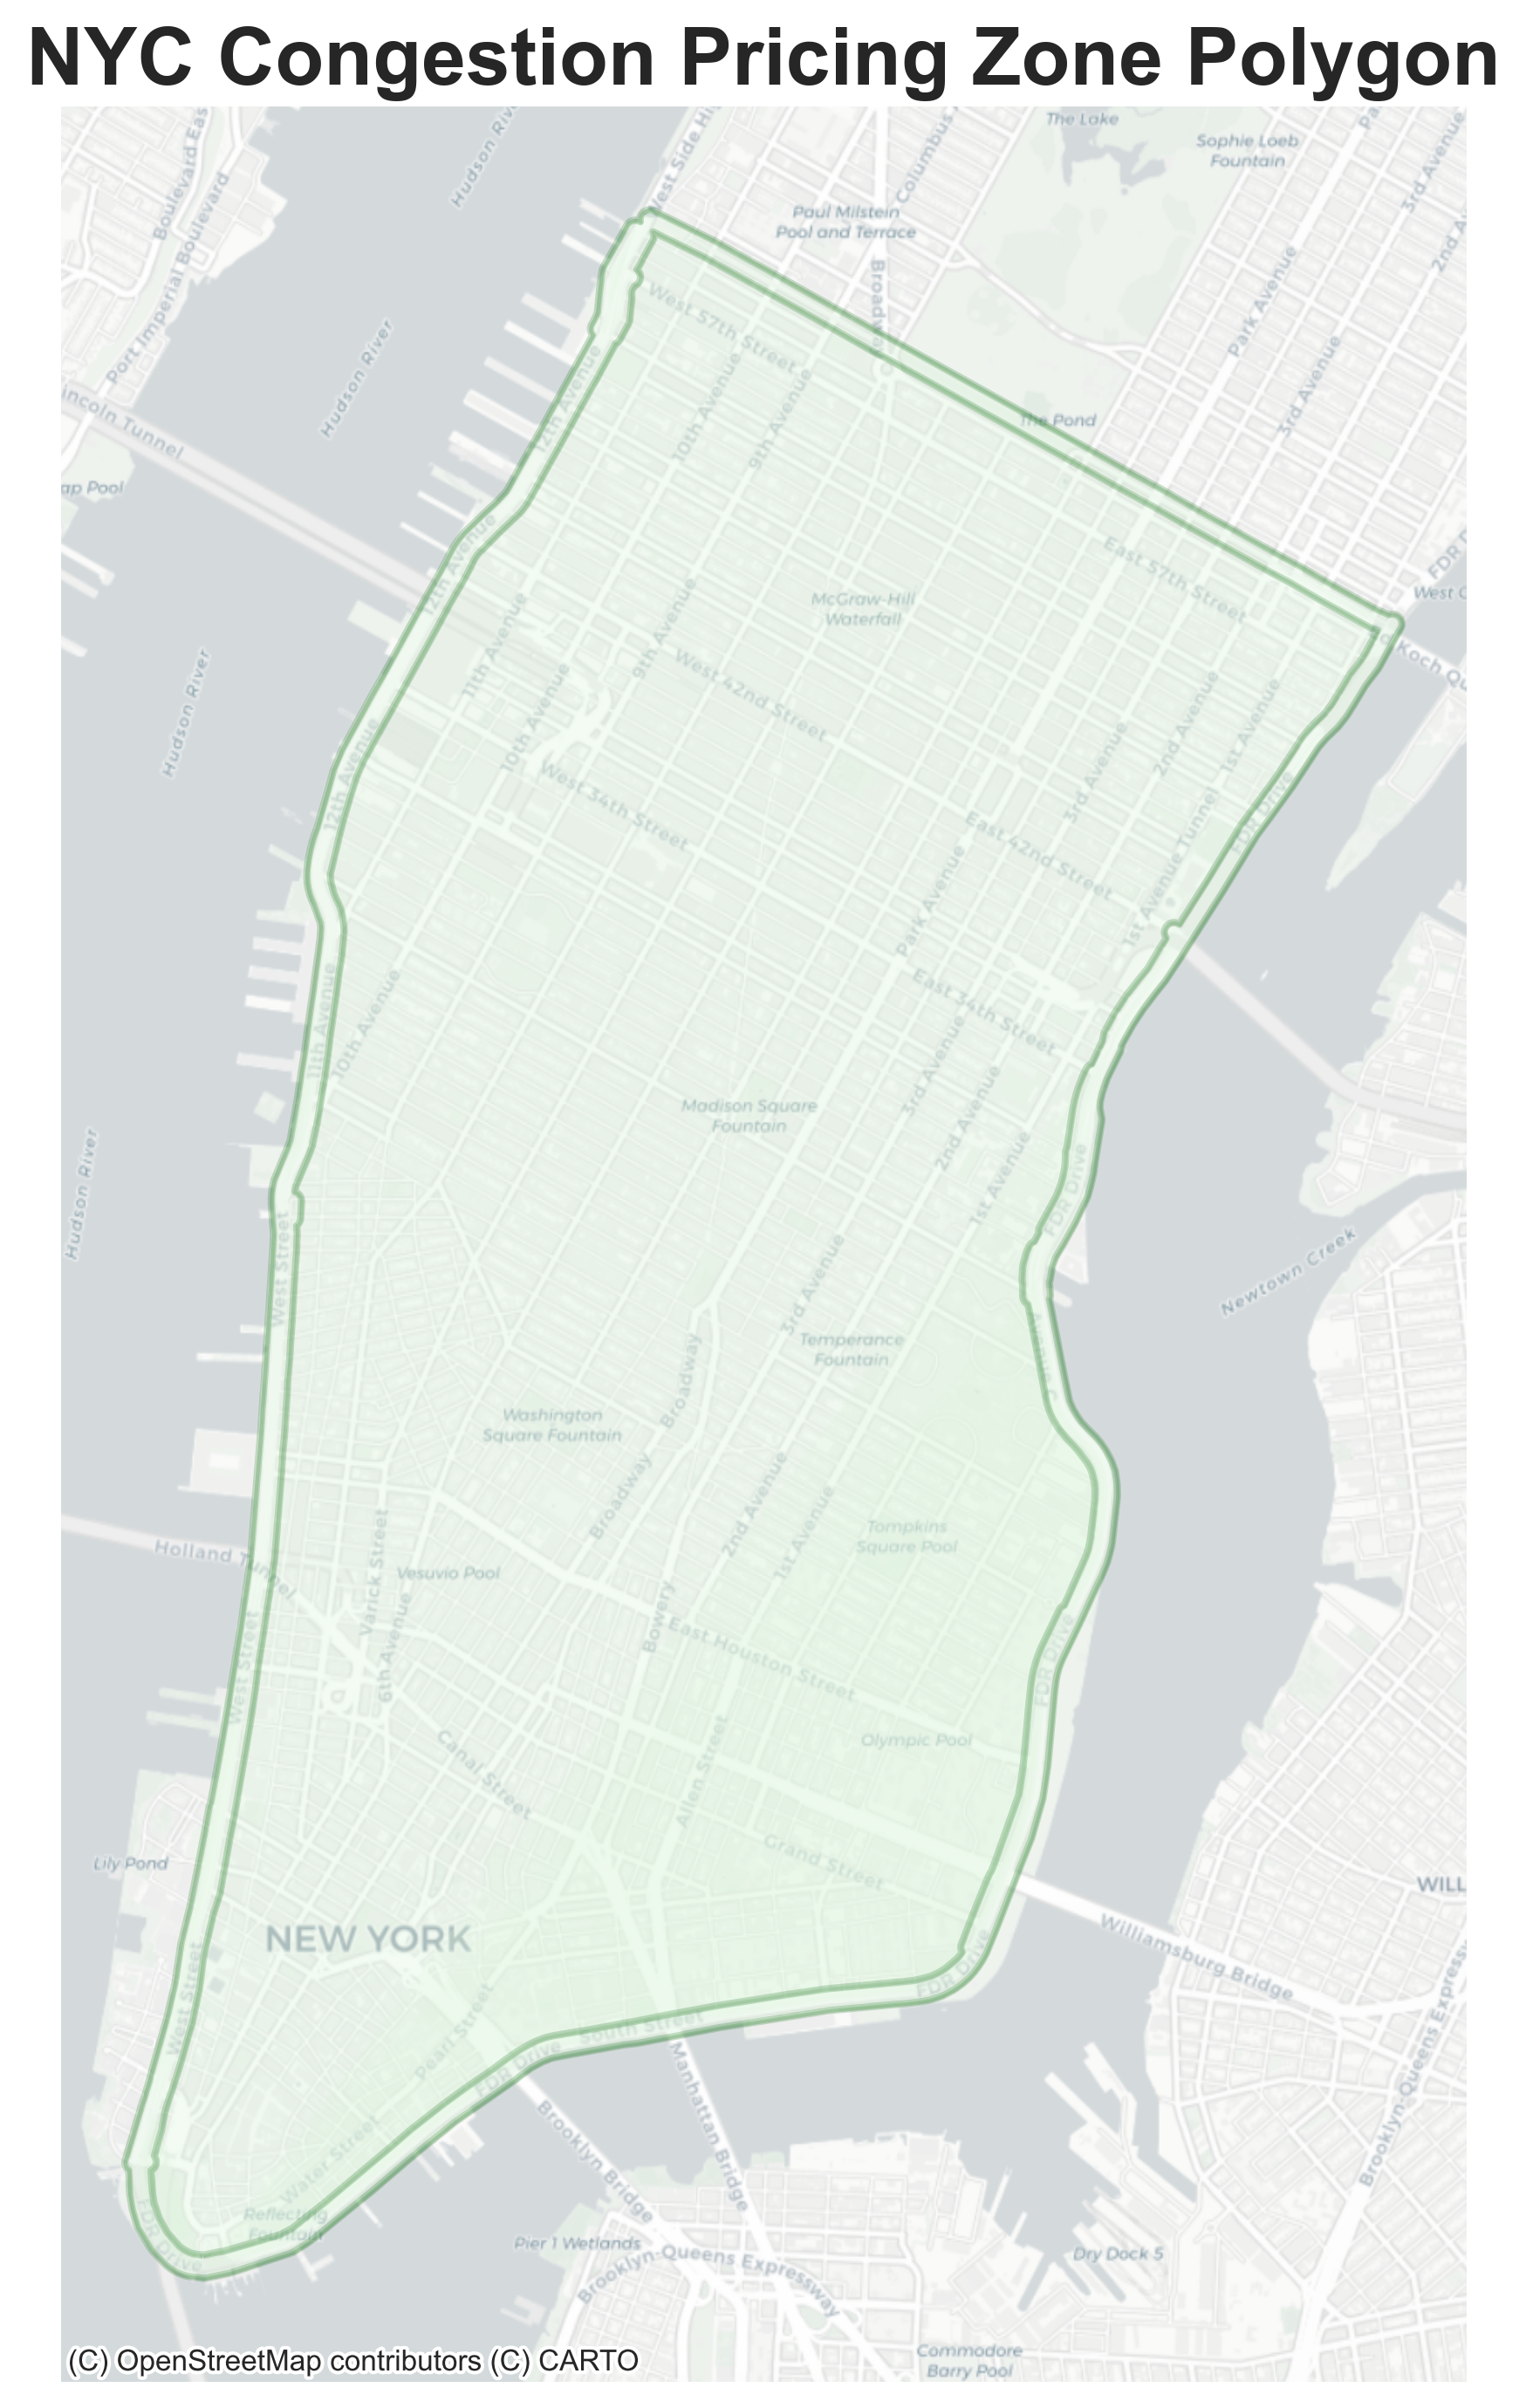 NYC Congestion Pricing Zone Polygon
Boulevard Eas
Hudson Rive
West Side Hi
Columbus
The Lake
Sophie Loeb
Fountain
Pa
3rd Avenue
2nd Av
Port Imperial Boulevard
Paul Milstein
Pool and Terrace
Broadway
Park Avenue
Hudson River
West 57th Street
12th Avenue
10th Avenue
9th Avenue
3rd Avenue
incoln Tunnel
The Pond
ap Pool
12th Avenue
FDR D
East 57th Street
West C
McGraw-Hill
Waterfall
11th Avenue
9th Avenue
Ed Koch Qu
Hudson River
West 42nd Street
10th Avenue
2nd Avenue
1st Avenue
12th Avenue
3rd Avenue
West 34th Street
FDR Drive
East 42nd Street
1st Avenue Tunnel
Park Avenue
11th Avenue
10th Avenue
East 34th Street
3rd Avenue
Madison Square
Fountain
2nd Avenue
1st Avenue
FDR Drive
Hudson River
West Street
3rd Avenue
Newtown Creek
Temperance
Fountain
Avenue C
Broadway
Washington
Square Fountain
Broadway
2nd Avenue
1st Avenue
Tompkins
Square Pool
Holland Tunnel
Varick Street
Vesuvio Pool
6th Avenue
Bowery
East Houston Street
FDR Drive
West Street
Olympic Pool
Canal Street
Allen Street
Grand Street
Lily Pond
WILL
NEW YORK
Williamsburg Bridge
FDR Drive
West Street
Pearl Street
South Street
FDR Drive
Manhattan Bridge
Brooklyn-Queens Expressw
Brooklyn Bridge
Water Street
Reflecting
Fountain
FDR Drive
Pier 1 Wetlands
Brooklyn-Queens Expressway
Dry Dock 5
Commodore
Barry Pool
(C) OpenStreetMap contributors (C) CARTO